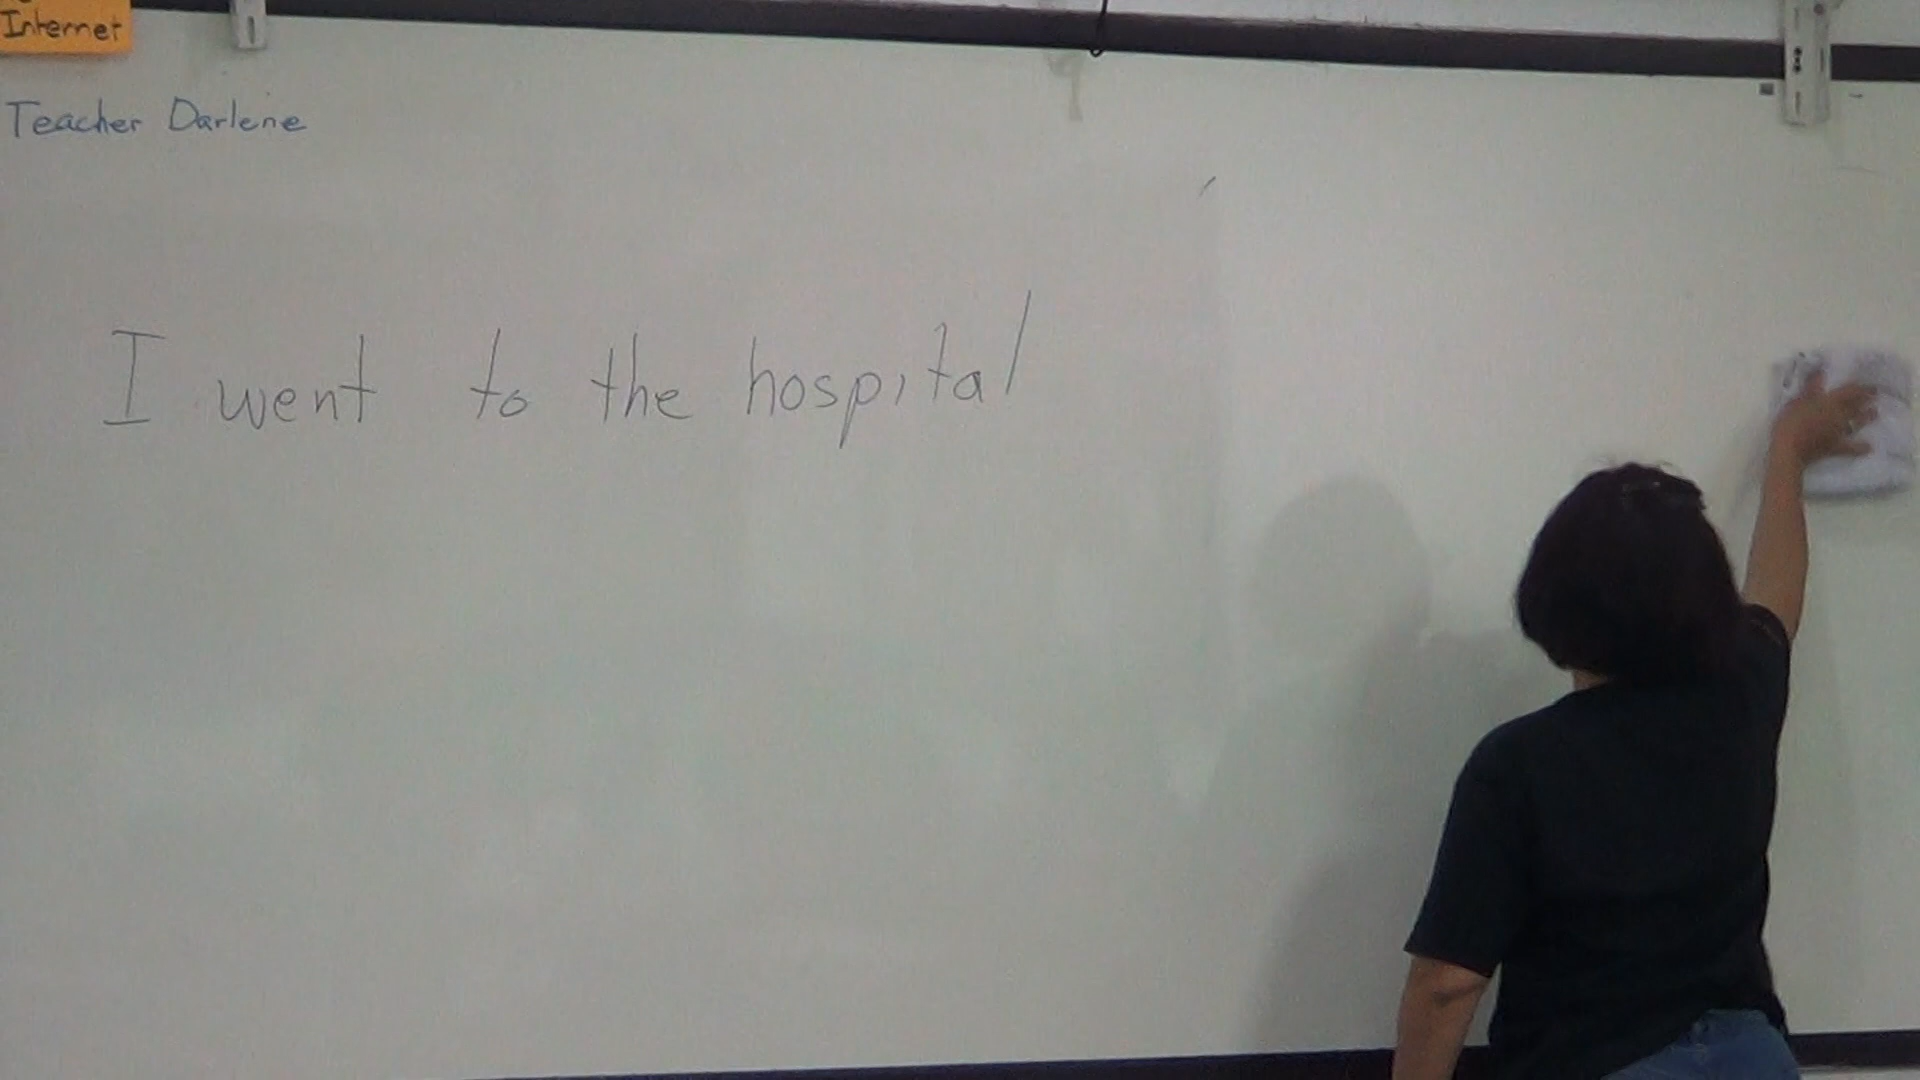 Internet
Teacher Darlene
I went to the hospital